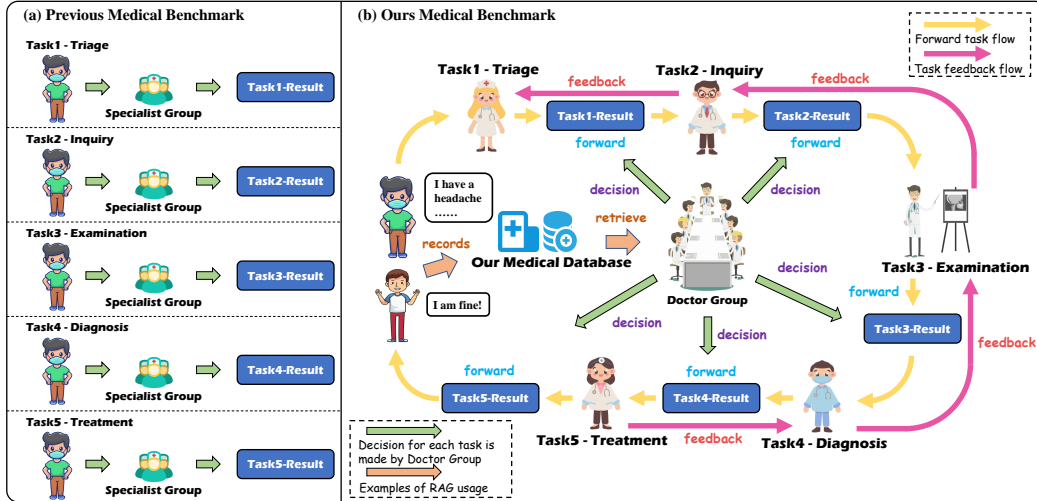 (a) Previous Medical Benchmark
Task1 - Triage
Specialist Group
Task1-Result
Task2 - Inquiry
Specialist Group
Task2-Result
Task3 - Examination
Specialist Group
Task3-Result
Task4 - Diagnosis
Specialist Group
Task4-Result
Task5 - Treatment
Specialist Group
Task5-Result
(b) Ours Medical Benchmark
Forward task flow
Task feedback flow
Task1 - Triage
feedback
Task2 - Inquiry
feedback
Task1-Result
Task2-Result
forward
forward
decision
decision
I have a
headache
......
records
Our Medical Database
retrieve
I am fine!
Doctor Group
Task3 - Examination
decision
forward
Task3-Result
decision
decision
feedback
forward
forward
Task5-Result
Task4-Result
Task5 - Treatment
feedback
Task4 - Diagnosis
Decision for each task is
made by Doctor Group
Examples of RAG usage